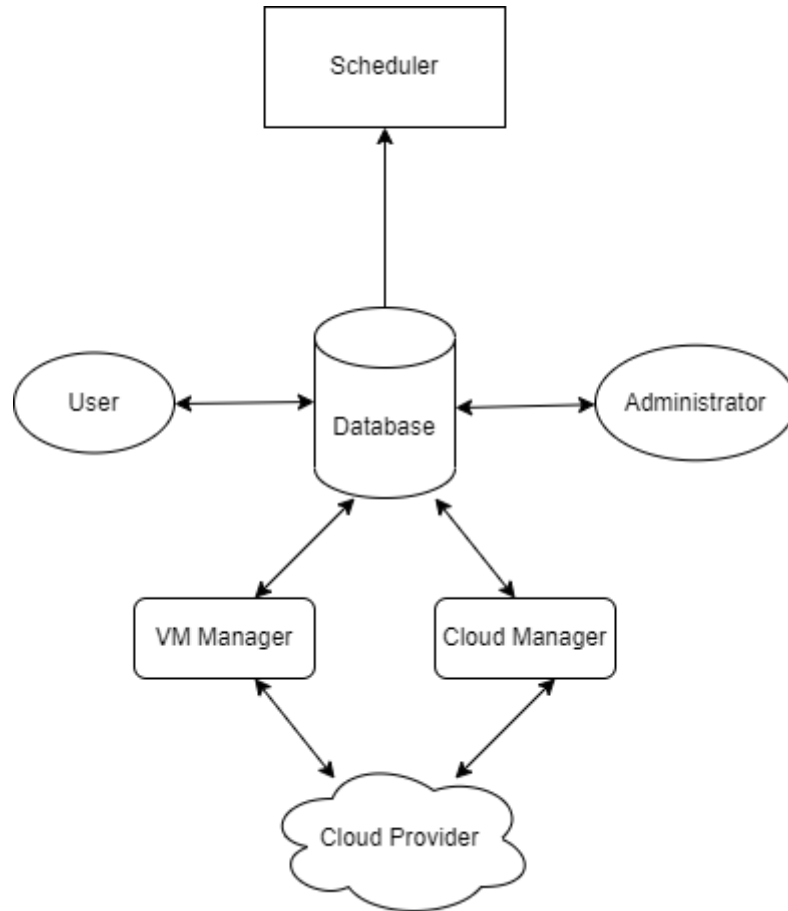 Scheduler
User
Database
Administrator
VM Manager
Cloud Manager
Cloud Provider